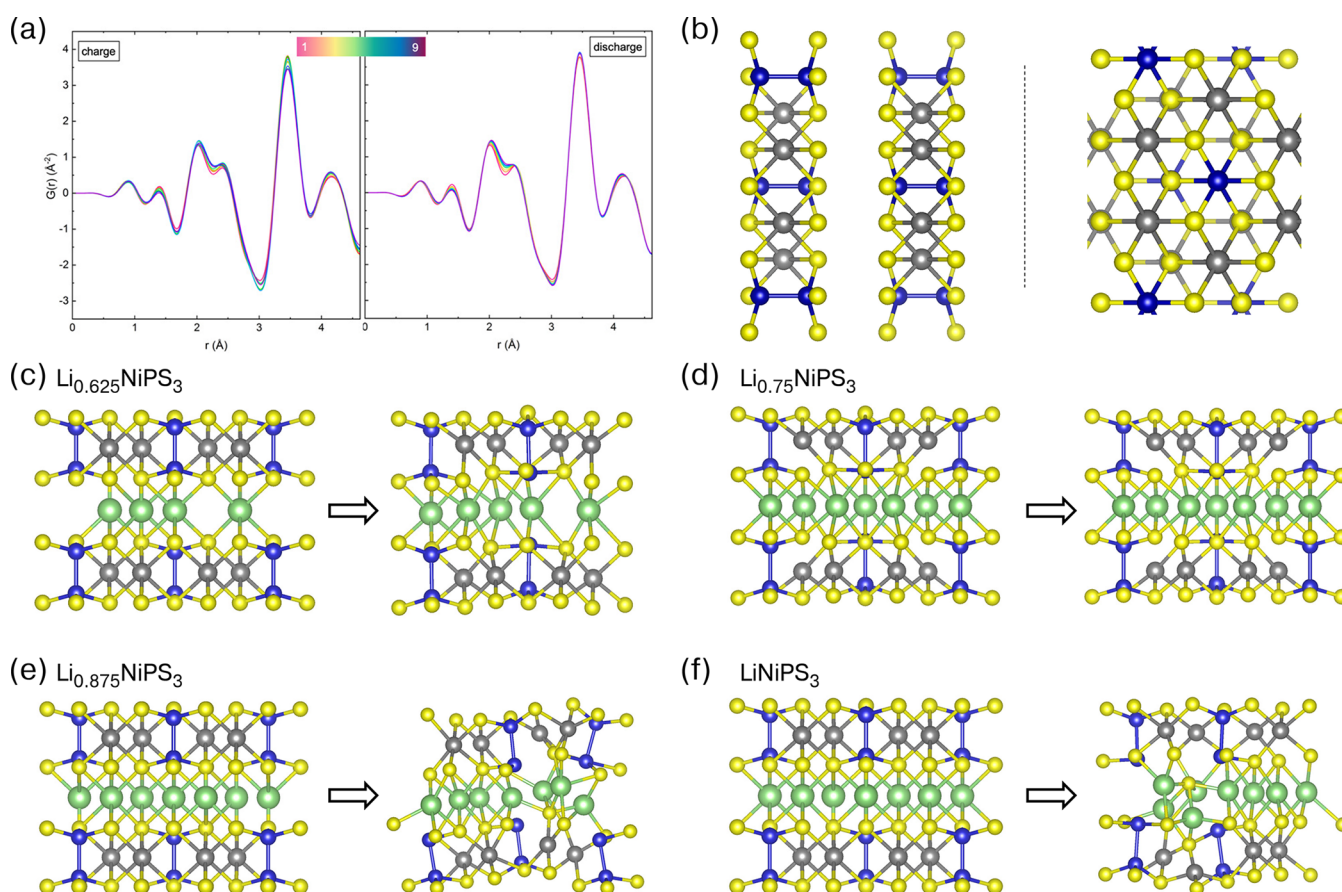 (a)
charge
1
9
discharge
G(r) (Å⁻²)
4
3
2
1
0
-1
-2
-3
0 1 2 3 4 0 1 2 3 4
r (Å) r (Å)
(b)
(c) Li₀.₆₂₅NiPS₃
(d) Li₀.₇₅NiPS₃
(e) Li₀.₈₇₅NiPS₃
(f) LiNiPS₃